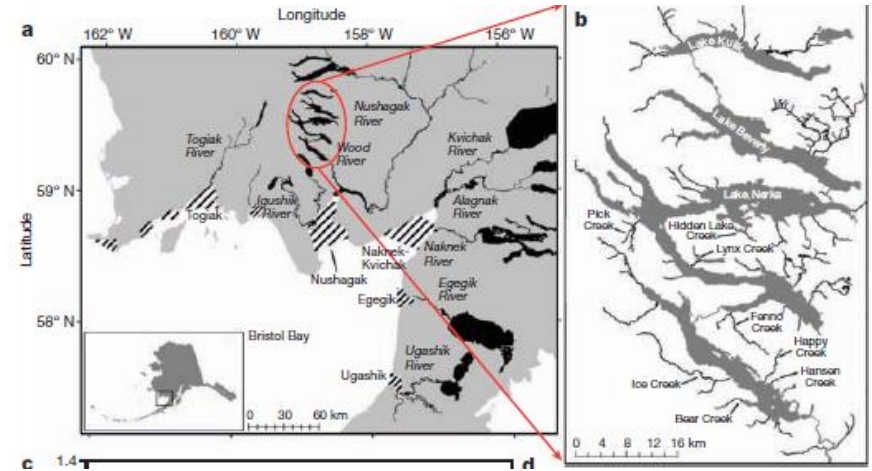 Longitude
a
162° W
160° W
158° W
156° W
b
60° N
59° N
58° N
Latitude
Togiak
River
Nushagak
River
Wood
River
Kvichak
River
Igushik
River
Alagnak
River
Togiak
Naknek-
Kvichak
Naknek
River
Nushagak
Egegik
River
Egegik
Bristol Bay
Ugashik
River
Ugashik
0 30 60 km
Lake Kulik
Lake Beverly
Lake Nerka
Pick
Creek
Hidden Lake
Creek
Lynx Creek
Fenno
Creek
Happy
Creek
Hansen
Creek
Ice Creek
Bear Creek
0 4 8 12 16 km
c
1.4
d